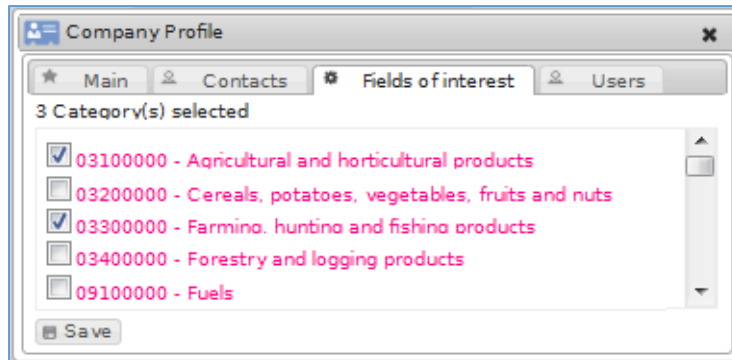 Company Profile
Main Contacts Fields of interest Users
3 Category(s) selected
03100000 - Agricultural and horticultural products
03200000 - Cereals, potatoes, vegetables, fruits and nuts
03300000 - Farming, hunting and fishing products
03400000 - Forestry and logging products
09100000 - Fuels
Save